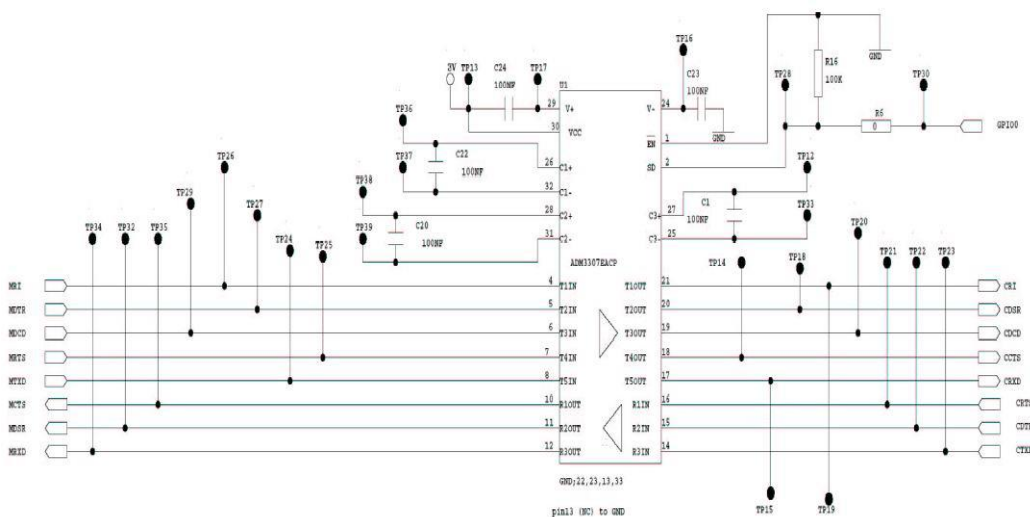 TP16
GND
3V TP13 C24 TP17
100NF
U1
C23
100NF
R16
100K
TP28
TP30
29 V+
V- 24
R6
0
GPIO0
TP36
30 VCC
GND
EN 1
C22
26 C1+
SD 2
TP26
TP37
100NF
TP12
32 C1-
TP38
28 C2+
C3+ 27
C1
100NF
TP33
TP29
TP27
C20
100NF
TP39
31 C2-
C3- 25
TP20
TP34 TP32 TP35
TP24
TP25
ADM3307EACP
TP14
TP18
TP21 TP22 TP23
MRI 4 T1IN T1OUT 21 CRI
MDTR 5 T2IN T2OUT 20 CDSR
MDCD 6 T3IN T3OUT 19 CDCD
MRTS 7 T4IN T4OUT 18 CCTS
MTXD 8 T5IN T5OUT 17 CRXD
MCTS 10 R1OUT R1IN 16 CRTS
MDSR 11 R2OUT R2IN 15 CDTR
MRXD 12 R3OUT R3IN 14 CTXD
GND;22,23,13,33
TP15
TP19
pin13 (NC) to GND